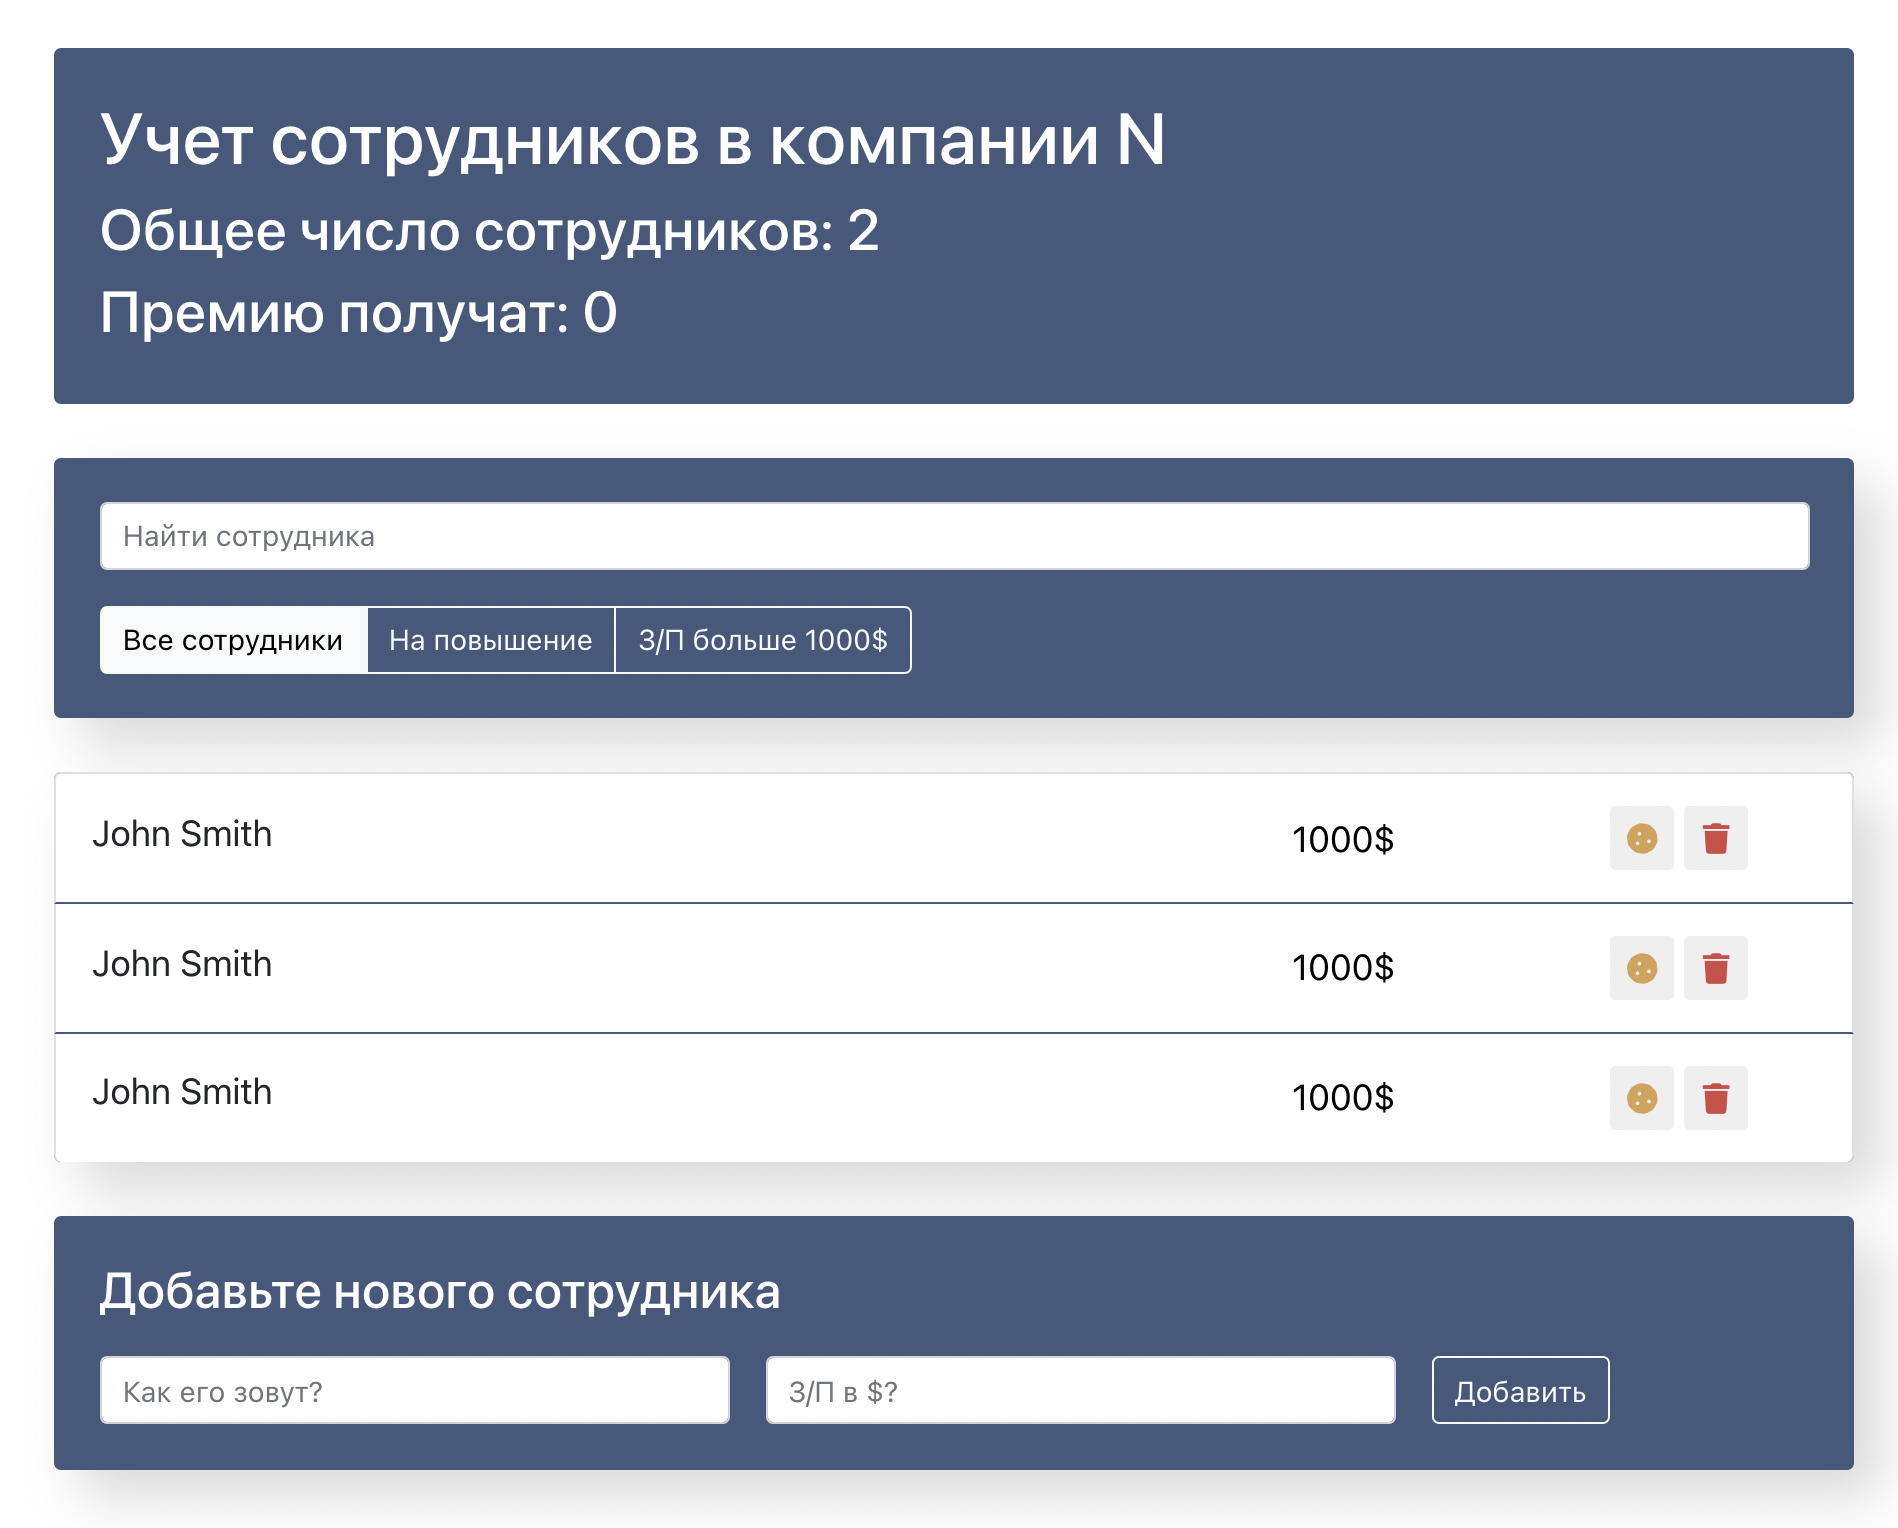 Учет сотрудников в компании N
Общее число сотрудников: 2
Премию получат: 0
Найти сотрудника
Все сотрудники На повышение З/П больше 1000$
John Smith 1000$
John Smith 1000$
John Smith 1000$
Добавьте нового сотрудника
Как его зовут? З/П в $? Добавить